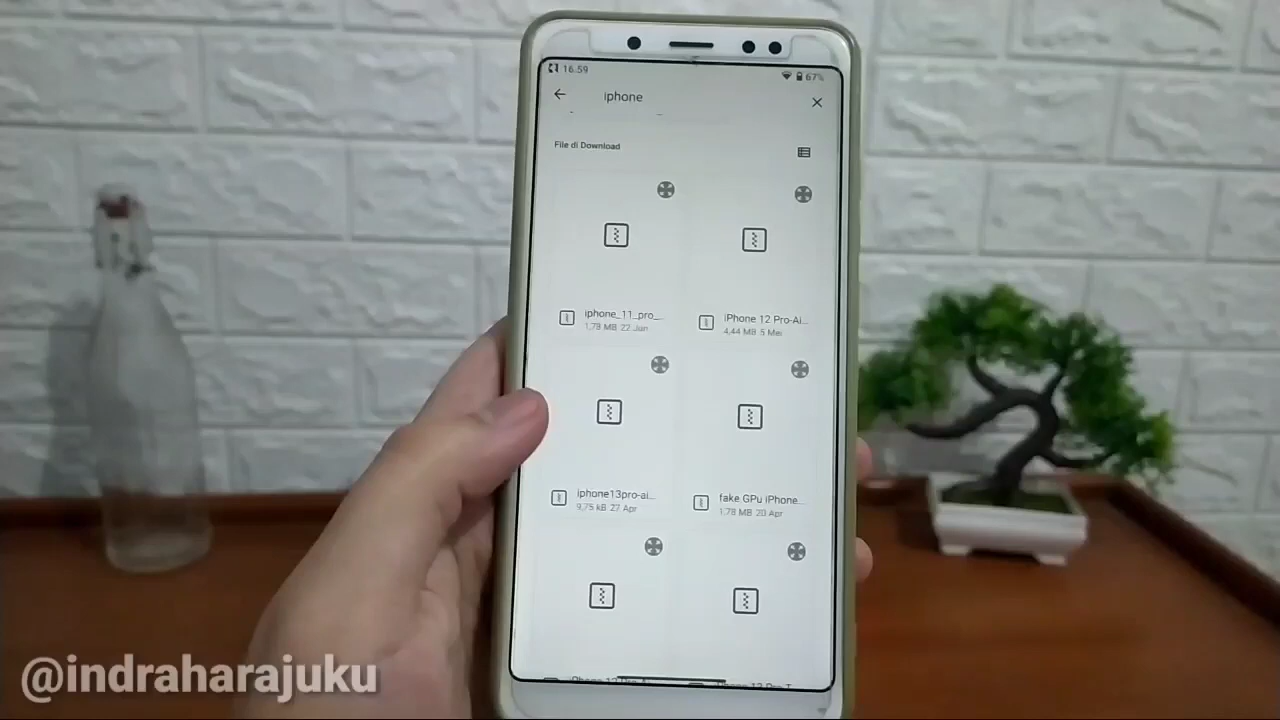 16.59
67%
iphone
File di Download
iphone_11_pro_...
1,78 MB 22 Jun
iPhone 12 Pro-Ai...
4,44 MB 5 Mei
iphone13pro-ai...
9,75 kB 27 Apr
fake GPu iPhone...
1,78 MB 20 Apr
@indraharajuku